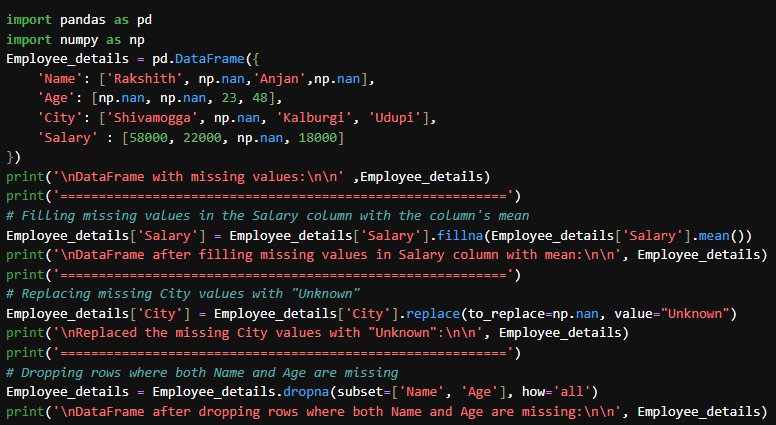 import pandas as pd
import numpy as np
Employee_details = pd.DataFrame({
    'Name': ['Rakshith', np.nan,'Anjan',np.nan],
    'Age': [np.nan, np.nan, 23, 48],
    'City': ['Shivamogga', np.nan, 'Kalburgi', 'Udupi'],
    'Salary' : [58000, 22000, np.nan, 18000]
})
print('\nDataFrame with missing values:\n\n' ,Employee_details)
print('==========================================================')
# Filling missing values in the Salary column with the column's mean
Employee_details['Salary'] = Employee_details['Salary'].fillna(Employee_details['Salary'].mean())
print('\nDataFrame after filling missing values in Salary column with mean:\n\n', Employee_details)
print('==========================================================')
# Replacing missing City values with "Unknown"
Employee_details['City'] = Employee_details['City'].replace(to_replace=np.nan, value="Unknown")
print('\nReplaced the missing City values with "Unknown":\n\n', Employee_details)
print('==========================================================')
# Dropping rows where both Name and Age are missing
Employee_details = Employee_details.dropna(subset=['Name', 'Age'], how='all')
print('\nDataFrame after dropping rows where both Name and Age are missing:\n\n', Employee_details)